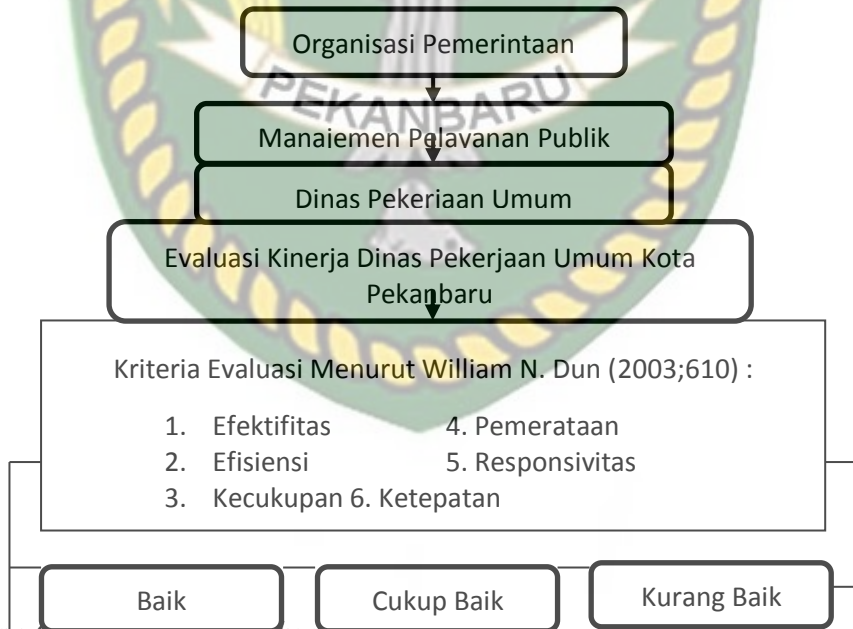 Organisasi Pemerintaan
PEKANBARU
Manajemen Pelayanan Publik
Dinas Pekerjaan Umum
Evaluasi Kinerja Dinas Pekerjaan Umum Kota
Pekanbaru
Kriteria Evaluasi Menurut William N. Dun (2003;610) :
1. Efektifitas 4. Pemerataan
2. Efisiensi 5. Responsivitas
3. Kecukupan 6. Ketepatan
Baik Cukup Baik Kurang Baik